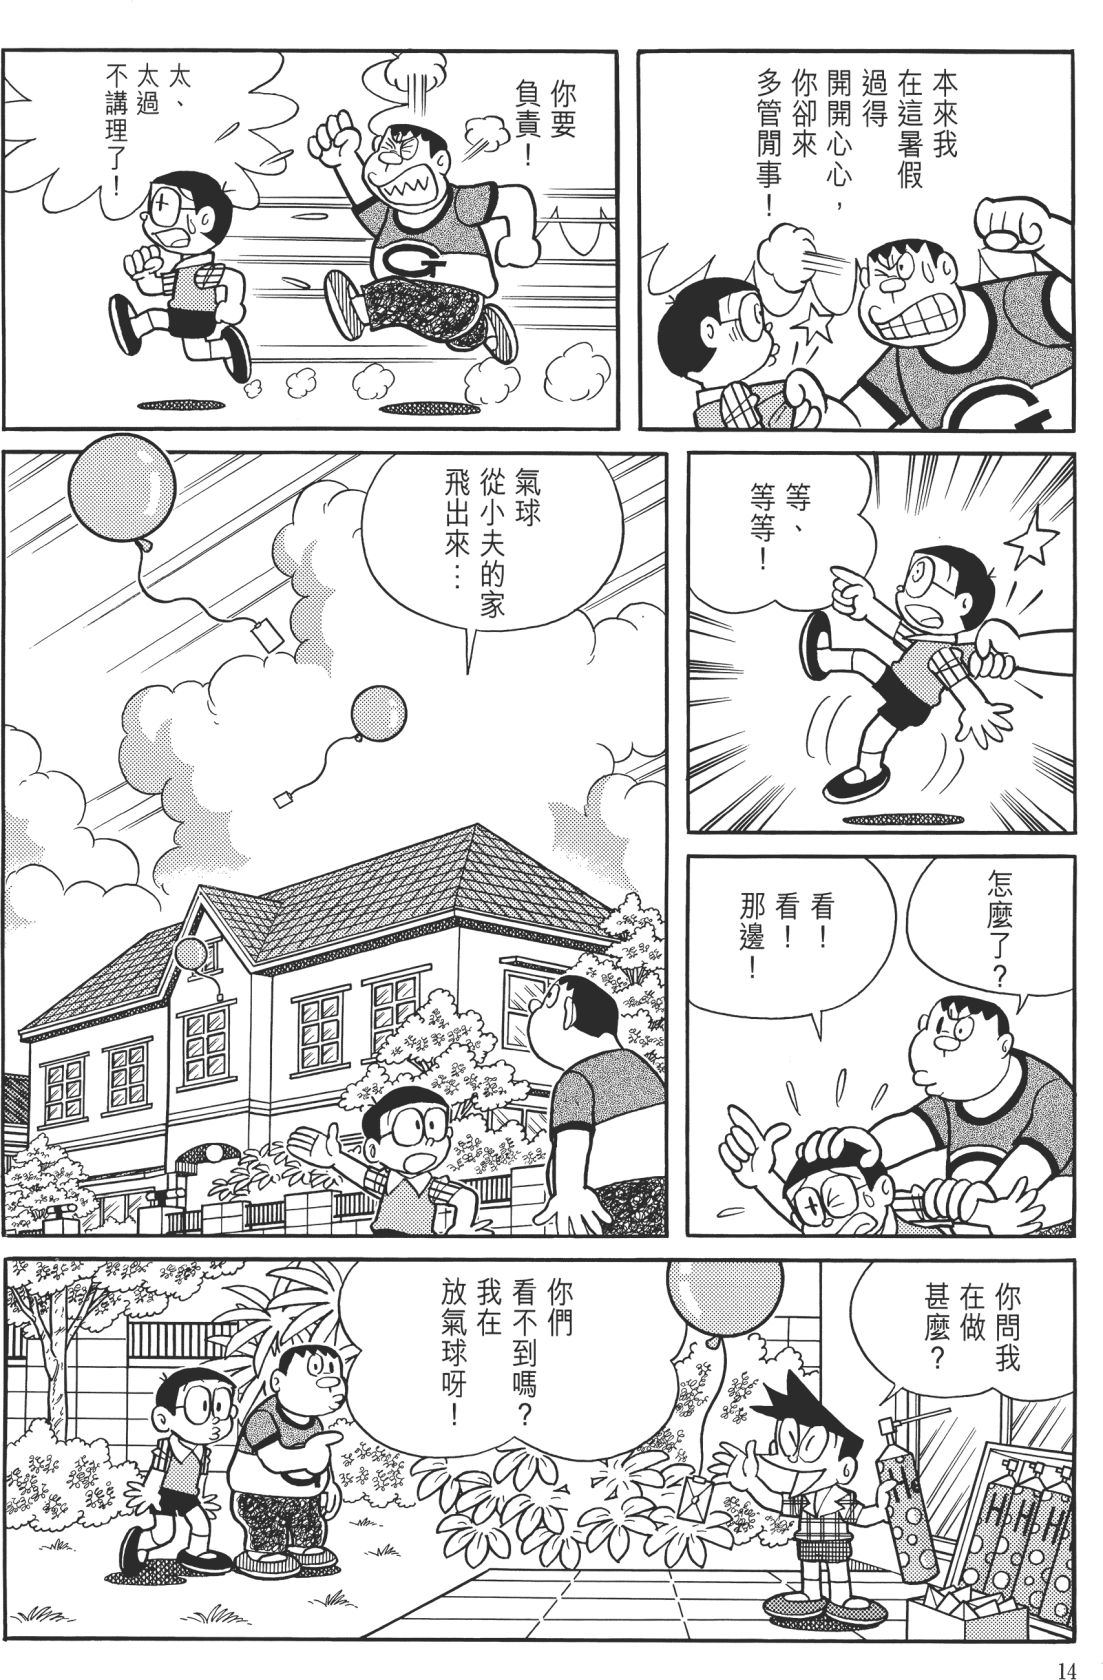 本來我
在這暑假
過得
開開心心，
你卻來
多管閒事！
你要
負責！
太、
太過
不講理了！
G
G
等、
等等！
氣球
從小夫的家
飛出來…
怎麼了？
看！
看！
那邊！
你問我
在做
甚麼？
你們
看不到嗎？
我在
放氣球呀！
H
H
H
H
14